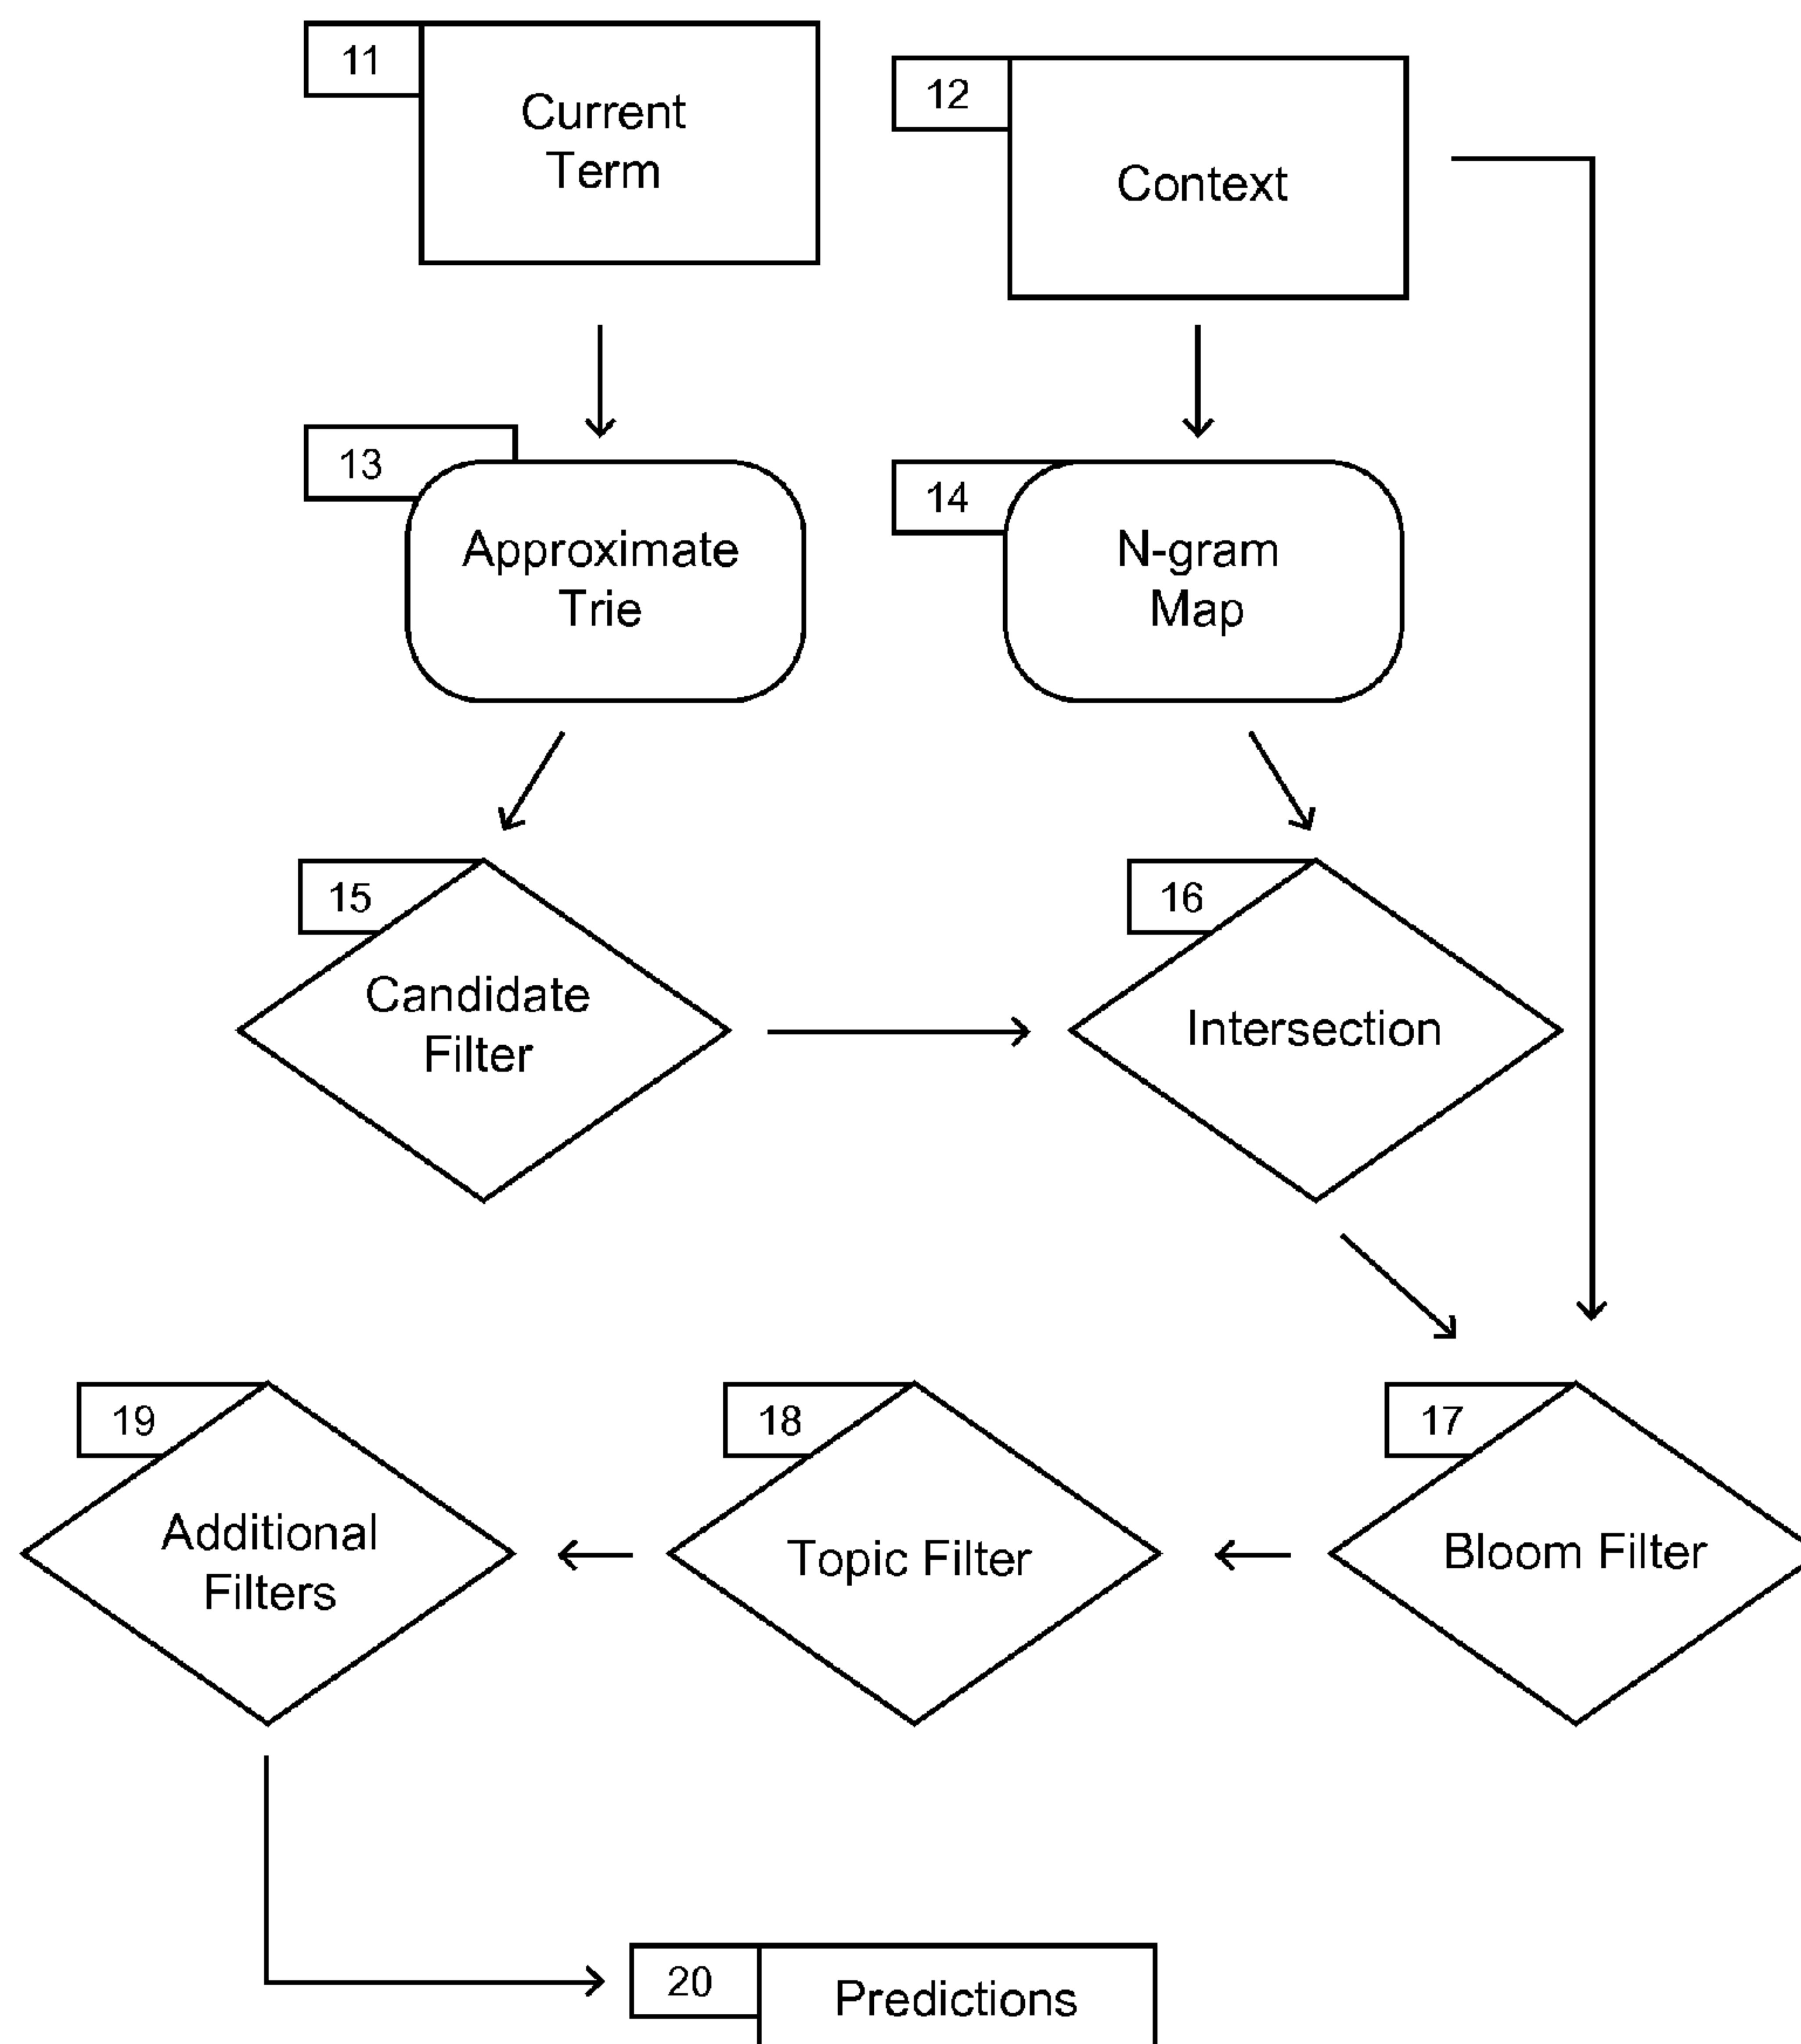 11
Current
Term
12
Context
13
Approximate
Trie
14
N-gram
Map
15
Candidate
Filter
16
Intersection
19
Additional
Filters
18
Topic Filter
17
Bloom Filter
20
Predictions